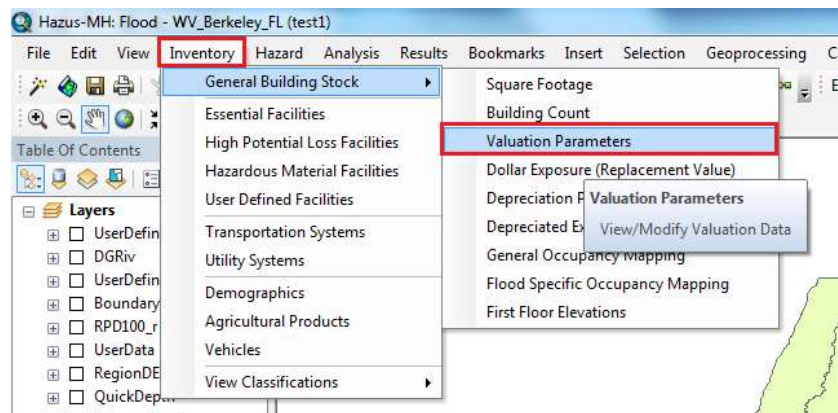 Hazus-MH: Flood - WV_Berkeley_FL (test1)
File Edit View Inventory Hazard Analysis Results Bookmarks Insert Selection Geoprocessing
General Building Stock
Essential Facilities
High Potential Loss Facilities
Hazardous Material Facilities
User Defined Facilities
Transportation Systems
Utility Systems
Demographics
Agricultural Products
Vehicles
View Classifications
Square Footage
Building Count
Valuation Parameters
Dollar Exposure (Replacement Value)
Depreciation P
Depreciated Ex
General Occupancy Mapping
Flood Specific Occupancy Mapping
First Floor Elevations
Valuation Parameters
View/Modify Valuation Data
Table Of Contents
Layers
UserDefin
DGRiv
UserDefin
Boundary
RPD100_r
UserData
RegionDE
QuickDep